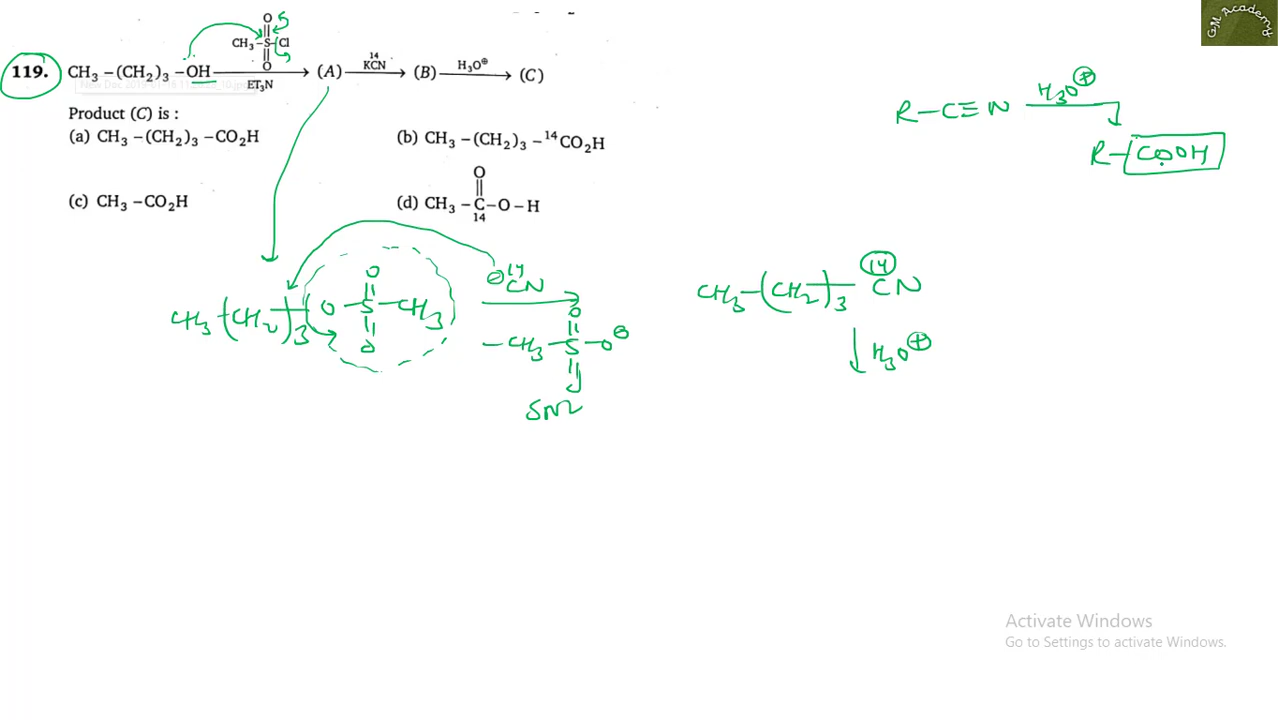 G.M. Academy
O
CH₃–S–Cl
O
119. CH₃–(CH₂)₃–OH ⟶ (A) ⟶ (B) ⟶ (C)
ET₃N
14
KCN
H₃O⊕
Product (C) is :
(a) CH₃–(CH₂)₃–CO₂H
(b) CH₃–(CH₂)₃–¹⁴CO₂H
(c) CH₃–CO₂H
O
(d) CH₃–C–O–H
14
R–C≡N H₃O⊕
R–COOH
CH₃–(CH₂)₃–O–S–CH₃
O
O
⊖ ¹⁴CN
O
–CH₃–S–O⊖
O
SN2
CH₃–(CH₂)₃–¹⁴CN
↓ H₃O⊕
Activate Windows
Go to Settings to activate Windows.